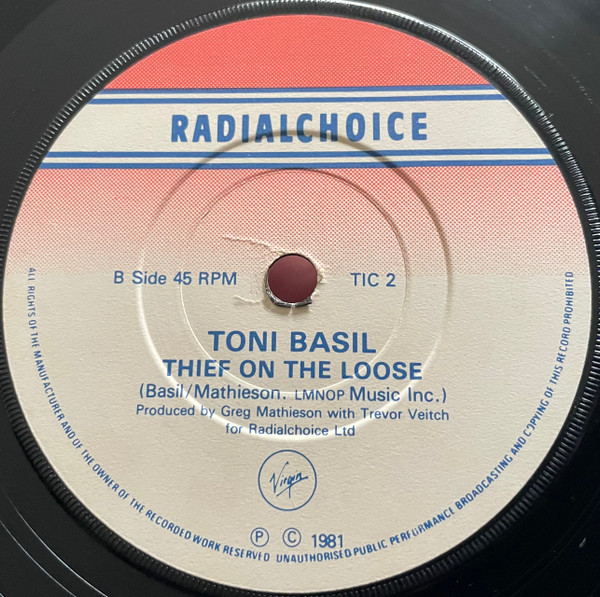 RADIALCHOICE
B Side 45 RPM
TIC 2
TONI BASIL
THIEF ON THE LOOSE
(Basil/Mathieson. LMNOP Music Inc.)
Produced by Greg Mathieson with Trevor Veitch
for Radialchoice Ltd
Virgin
Ⓟ Ⓒ 1981
ALL RIGHTS OF THE MANUFACTURER AND OF THE OWNER OF THE RECORDED WORK RESERVED UNAUTHORISED PUBLIC PERFORMANCE BROADCASTING AND COPYING OF THIS RECORD PROHIBITED